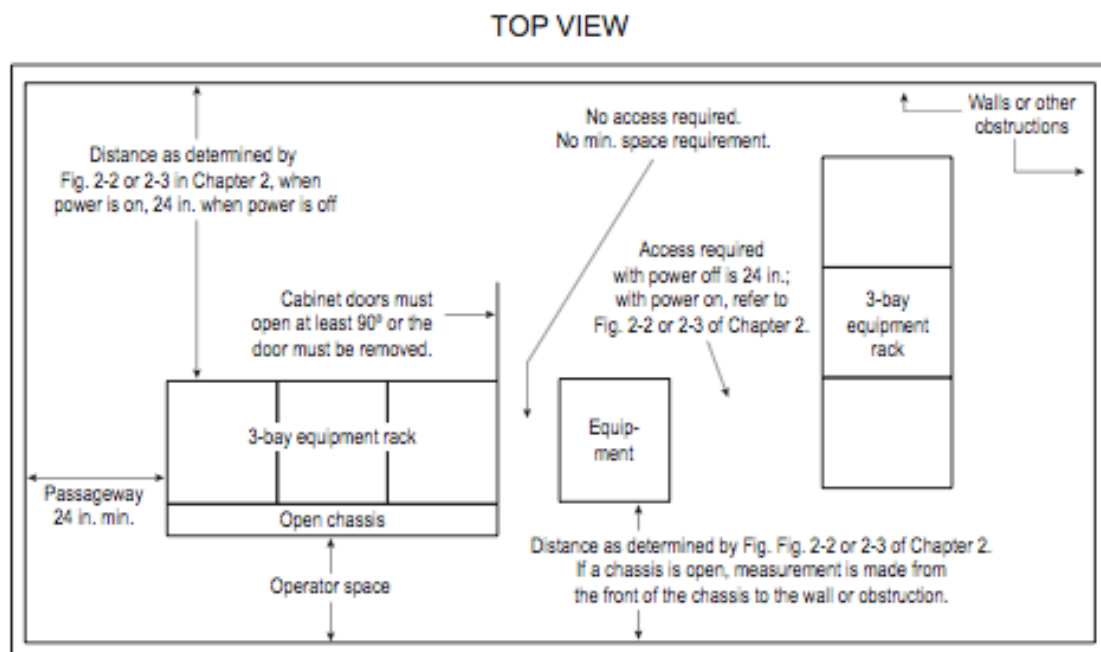 TOP VIEW
Distance as determined by
Fig. 2-2 or 2-3 in Chapter 2, when
power is on, 24 in. when power is off
No access required.
No min. space requirement.
Walls or other
obstructions
Cabinet doors must
open at least 90º or the
door must be removed.
Access required
with power off is 24 in.;
with power on, refer to
Fig. 2-2 or 2-3 of Chapter 2.
3-bay
equipment
rack
3-bay equipment rack
Equip-
ment
Passageway
24 in. min.
Open chassis
Operator space
Distance as determined by Fig. Fig. 2-2 or 2-3 of Chapter 2.
If a chassis is open, measurement is made from
the front of the chassis to the wall or obstruction.